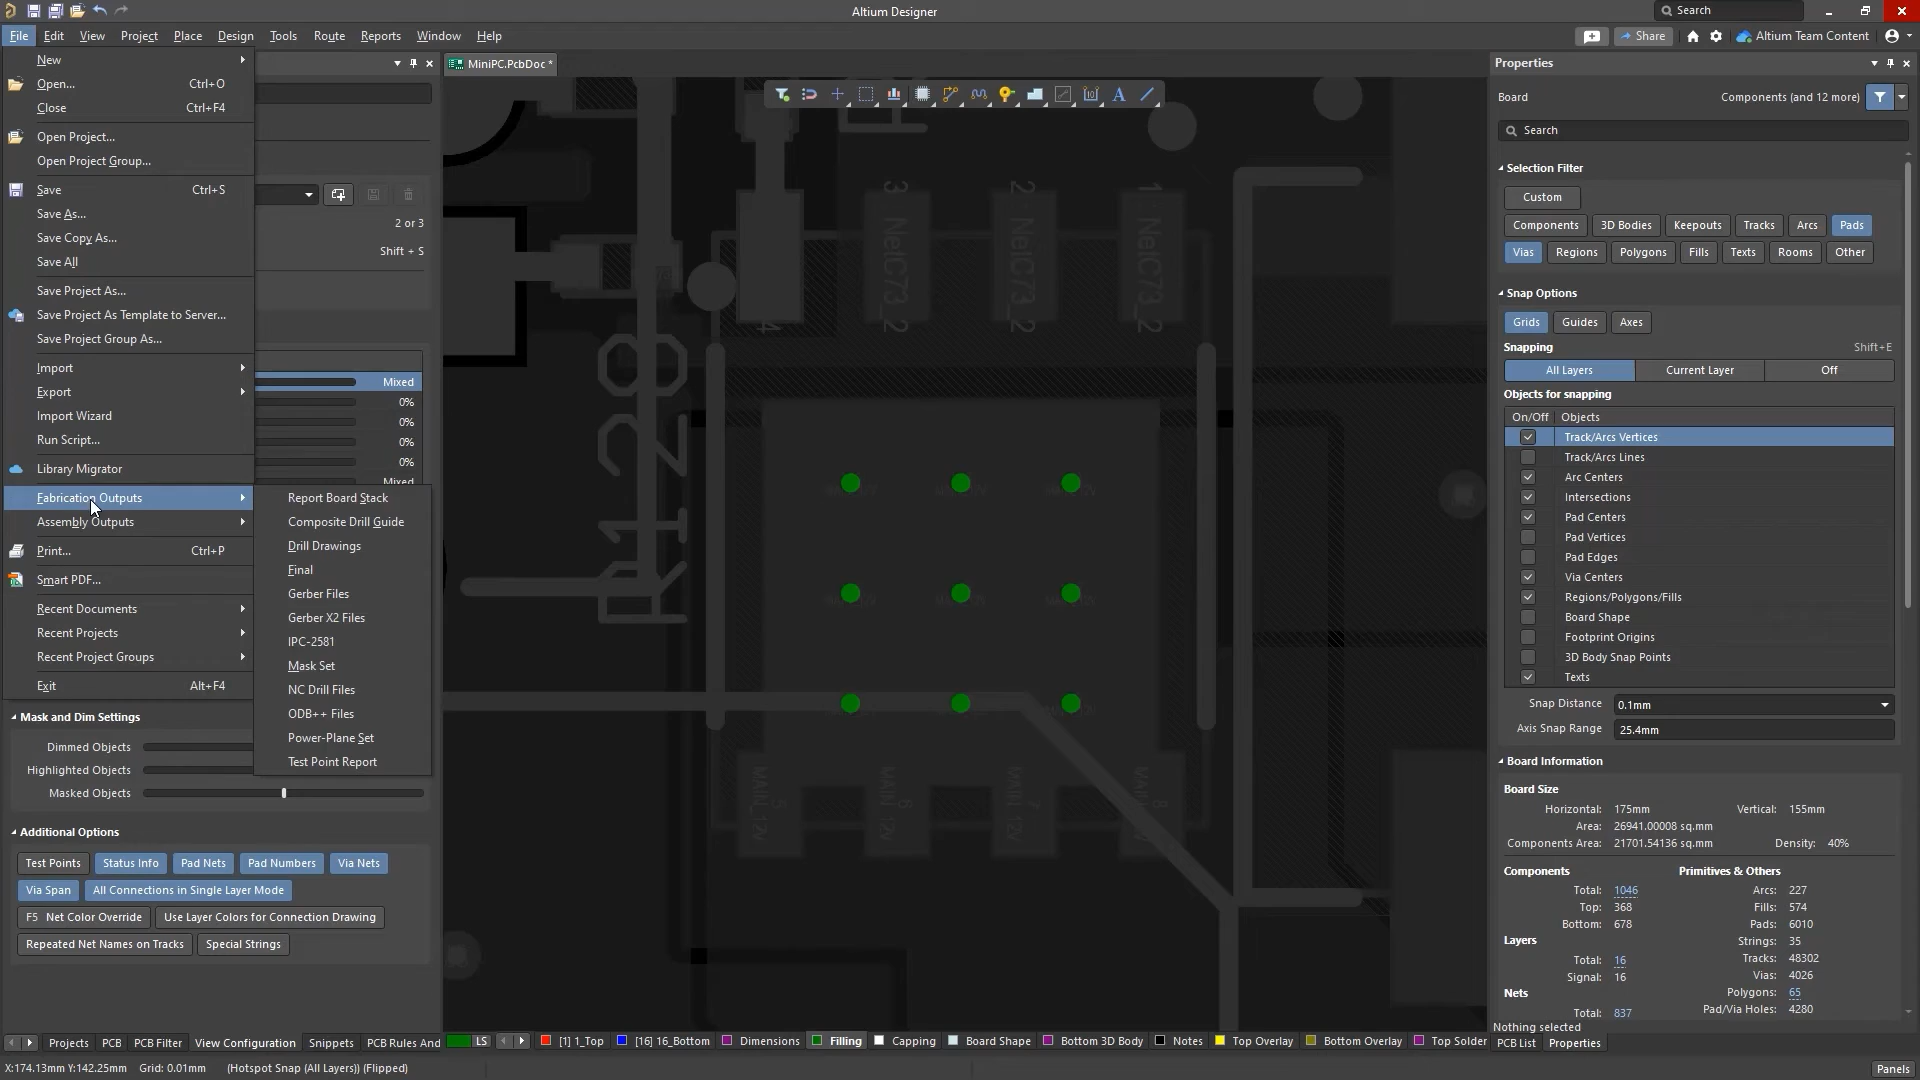 Altium Designer
Search
File Edit View Project Place Design Tools Route Reports Window Help
Share
Altium Team Content
New
Open... Ctrl+O
Close Ctrl+F4
Open Project...
Open Project Group...
Save Ctrl+S
Save As...
Save Copy As...
Save All
Save Project As...
Save Project As Template to Server...
Save Project Group As...
Import
Export
Import Wizard
Run Script...
Library Migrator
Fabrication Outputs
Assembly Outputs
Print... Ctrl+P
Smart PDF...
Recent Documents
Recent Projects
Recent Project Groups
Exit Alt+F4
Report Board Stack
Composite Drill Guide
Drill Drawings
Final
Gerber Files
Gerber X2 Files
IPC-2581
Mask Set
NC Drill Files
ODB++ Files
Power-Plane Set
Test Point Report
2 or 3
Shift + S
Mixed
0%
0%
0%
0%
Mixed
Mask and Dim Settings
Dimmed Objects
Highlighted Objects
Masked Objects
Additional Options
Test Points Status Info Pad Nets Pad Numbers Via Nets
Via Span All Connections in Single Layer Mode
F5 Net Color Override Use Layer Colors for Connection Drawing
Repeated Net Names on Tracks Special Strings
Projects PCB PCB Filter View Configuration Snippets PCB Rules And
MiniPC.PcbDoc *
3 2 1
NetC73_2 NetC73_2 NetC73_2
4
R1128
5 6 7 8
MAIN_12V MAIN_12V MAIN_12V MAIN_12V
LS [1] 1_Top [16] 16_Bottom Dimensions Filling Capping Board Shape Bottom 3D Body Notes Top Overlay Bottom Overlay Top Solder
Properties
Board Components (and 12 more)
Search
Selection Filter
Custom
Components 3D Bodies Keepouts Tracks Arcs Pads
Vias Regions Polygons Fills Texts Rooms Other
Snap Options
Grids Guides Axes
Snapping Shift+E
All Layers Current Layer Off
Objects for snapping
On/Off Objects
Track/Arcs Vertices
Track/Arcs Lines
Arc Centers
Intersections
Pad Centers
Pad Vertices
Pad Edges
Via Centers
Regions/Polygons/Fills
Board Shape
Footprint Origins
3D Body Snap Points
Texts
Snap Distance 0.1mm
Axis Snap Range 25.4mm
Board Information
Board Size
Horizontal: 175mm Vertical: 155mm
Area: 26941.00008 sq.mm
Components Area: 21701.54136 sq.mm Density: 40%
Components Primitives & Others
Total: 1046 Arcs: 227
Top: 368 Fills: 574
Bottom: 678 Pads: 6010
Layers Strings: 35
Total: 16 Tracks: 48302
Signal: 16 Vias: 4026
Nets Polygons: 65
Total: 837 Pad/Via Holes: 4280
Nothing selected
PCB List Properties
X:174.13mm Y:142.25mm Grid: 0.01mm (Hotspot Snap (All Layers)) (Flipped)
Panels